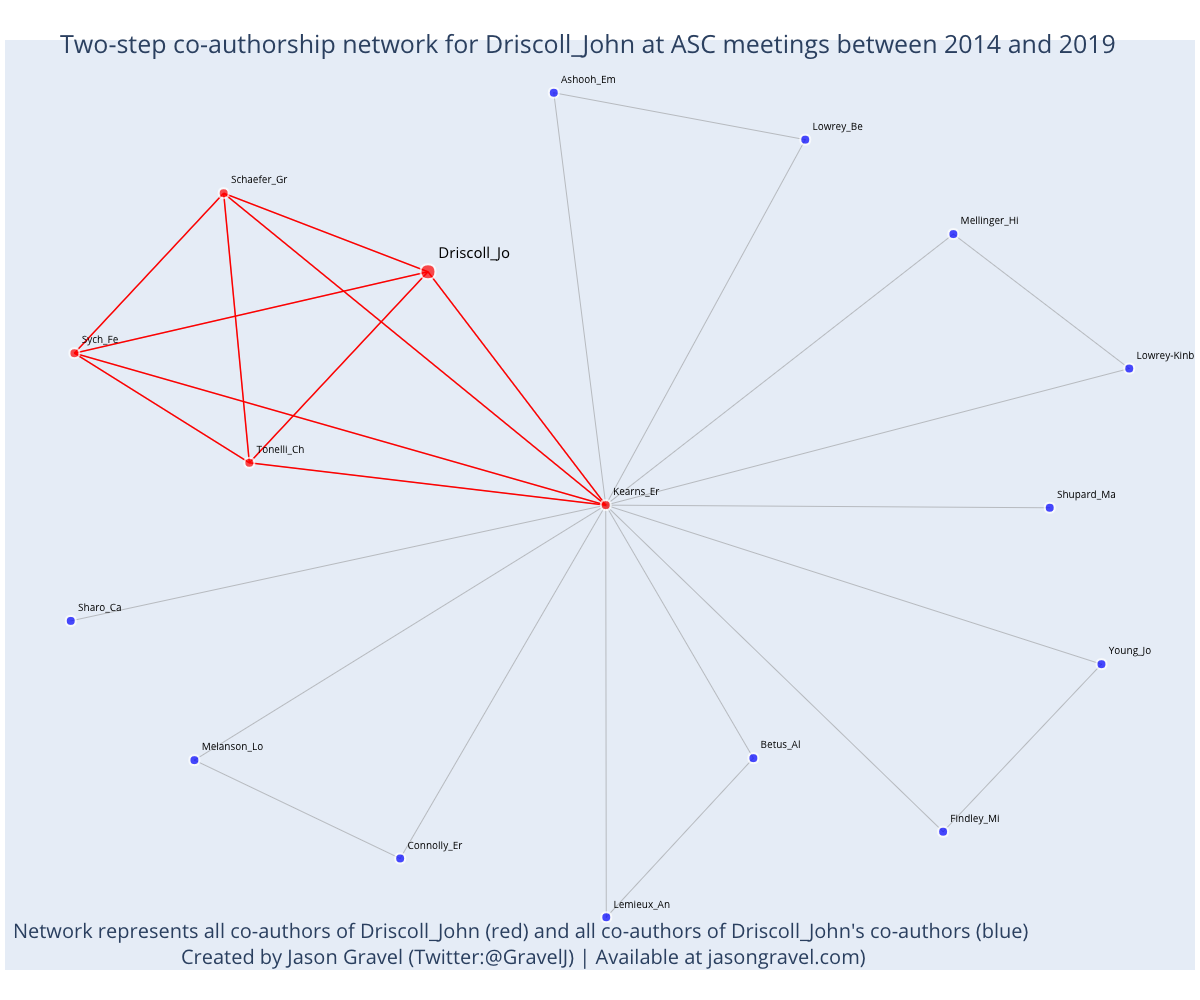 Two-step co-authorship network for Driscoll_John at ASC meetings between 2014 and 2019
Ashooh_Em
Lowrey_Be
Schaefer_Gr
Mellinger_Hi
Driscoll_Jo
Sych_Fe
Lowrey-Kinb
Tonelli_Ch
Kearns_Er
Shupard_Ma
Sharo_Ca
Young_Jo
Melanson_Lo
Betus_Al
Findley_Mi
Connolly_Er
Lemieux_An
Network represents all co-authors of Driscoll_John (red) and all co-authors of Driscoll_John's co-authors (blue)
Created by Jason Gravel (Twitter:@GravelJ) | Available at jasongravel.com)